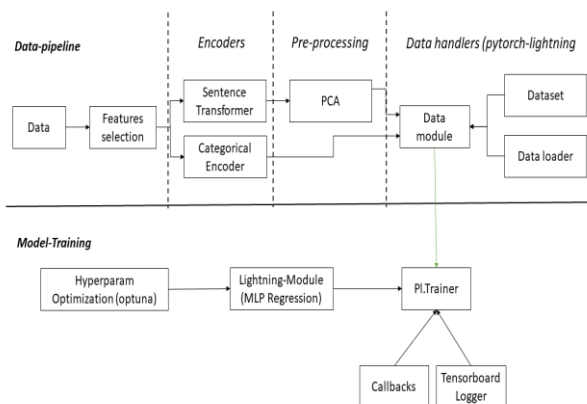 Data-pipeline
Encoders
Pre-processing
Data handlers (pytorch-lightning
Data
Features
selection
Sentence
Transformer
Categorical
Encoder
PCA
Data
module
Dataset
Data loader
Model-Training
Hyperparam
Optimization (optuna)
Lightning-Module
(MLP Regression)
Pl.Trainer
Callbacks
Tensorboard
Logger